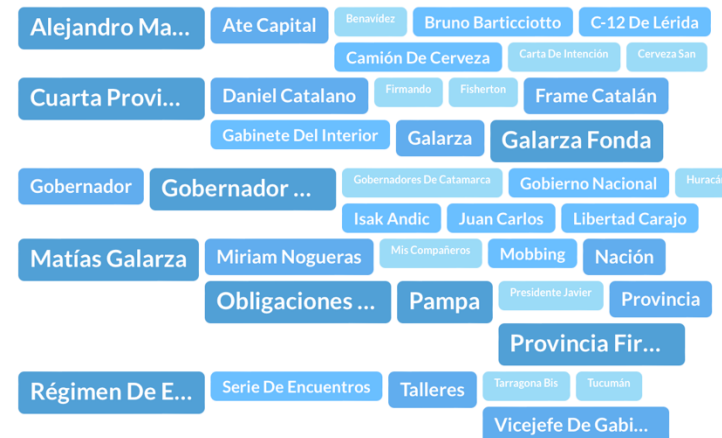 Alejandro Ma... Ate Capital Benavídez Bruno Barticciotto C-12 De Lérida
Camión De Cerveza Carta De Intención Cerveza San
Cuarta Provi... Daniel Catalano Firmando Fisherton Frame Catalán
Gabinete Del Interior Galarza Galarza Fonda
Gobernador Gobernador ... Gobernadores De Catamarca Gobierno Nacional Huracán
Isak Andic Juan Carlos Libertad Carajo
Matías Galarza Miriam Nogueras Mis Compañeros Mobbing Nación
Obligaciones ... Pampa Presidente Javier Provincia
Provincia Fir...
Régimen De E... Serie De Encuentros Talleres Tarragona Bis Tucumán
Vicejefe De Gabi...